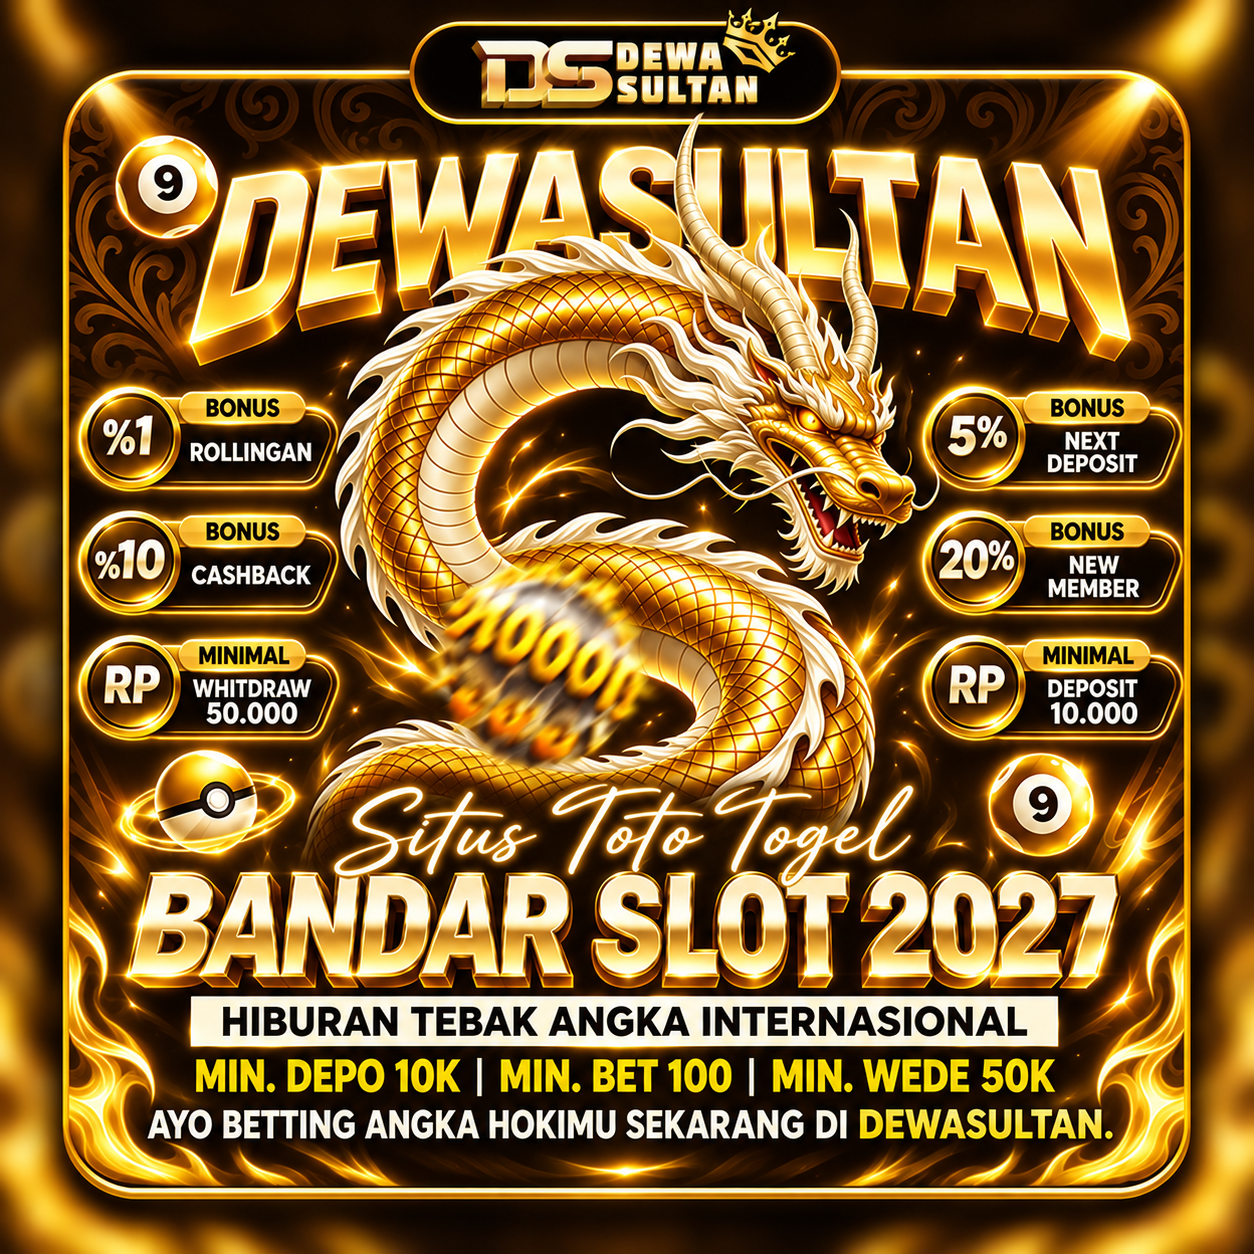 DS DEWA
SULTAN
9
DEWASULTAN
%1
BONUS
ROLLINGAN
%10
BONUS
CASHBACK
RP
MINIMAL
WHITDRAW
50.000
5%
BONUS
NEXT
DEPOSIT
20%
BONUS
NEW
MEMBER
RP
MINIMAL
DEPOSIT
10.000
9
Situs Toto Togel
BANDAR SLOT 2027
HIBURAN TEBAK ANGKA INTERNASIONAL
MIN. DEPO 10K | MIN. BET 100 | MIN. WEDE 50K
AYO BETTING ANGKA HOKIMU SEKARANG DI DEWASULTAN.